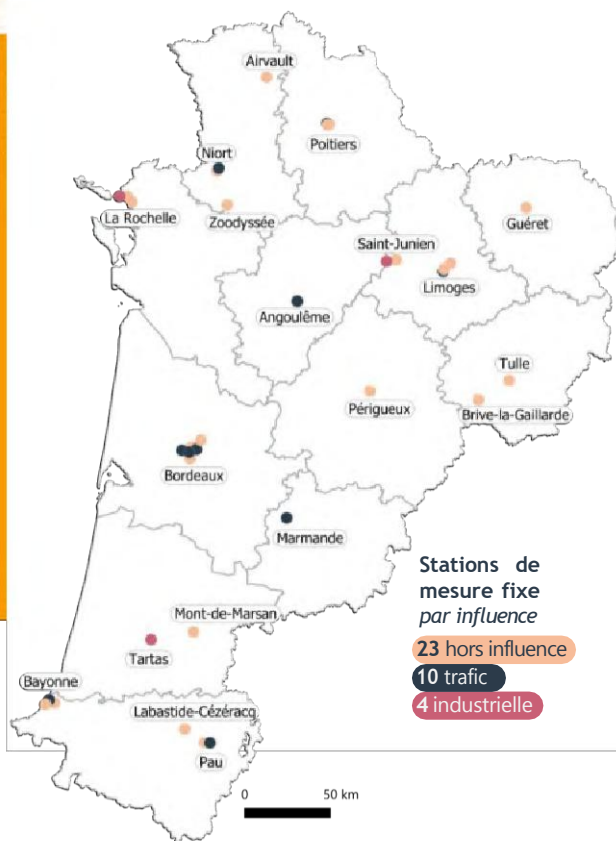 Airvault
Poitiers
Niort
La Rochelle
Zoodyssée
Guéret
Saint-Junien
Limoges
Angoulême
Tulle
Périgueux
Brive-la-Gaillarde
Bordeaux
Marmande
Stations de
mesure fixe
par influence
23 hors influence
10 trafic
4 industrielle
Mont-de-Marsan
Tartas
Bayonne
Labastide-Cézéracq
Pau
0 50 km